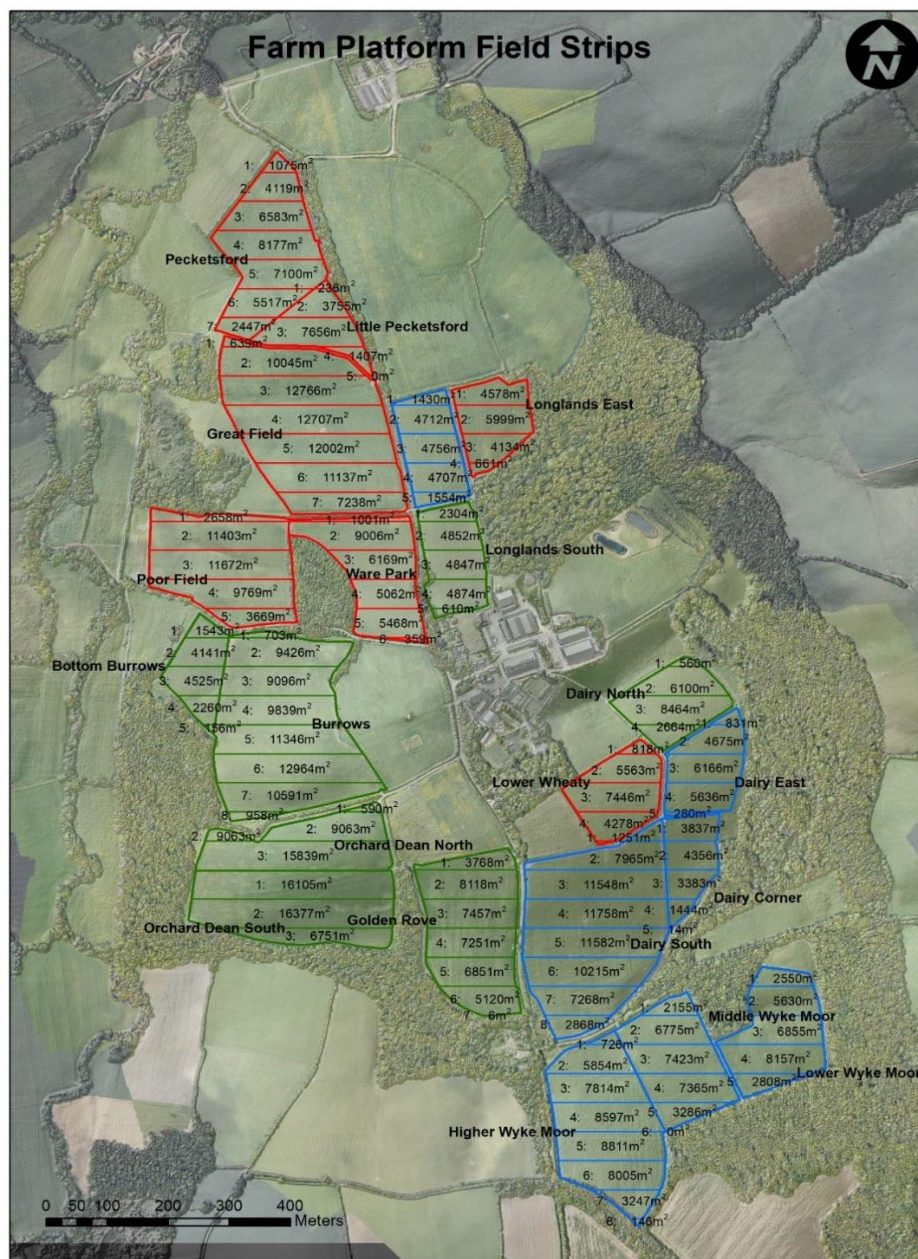 Farm Platform Field Strips
N
1: 1075m²
2: 4119m²
3: 6583m²
4: 8177m²
Pecketsford
5: 7100m²
6: 5517m²
7: 2447m²
1: 236m²
2: 3755m²
3: 7656m²
Little Pecketsford
4: 1407m²
5: 0m²
1: 639m²
2: 10045m²
3: 12766m²
4: 12707m²
Great Field
5: 12002m²
6: 11137m²
7: 7238m²
1: 1430m²
2: 4712m²
3: 4756m²
4: 4707m²
5: 1554m²
1: 4578m²
Longlands East
2: 5999m²
3: 4134m²
4: 661m²
1: 2304m²
2: 4852m²
Longlands South
3: 4847m²
4: 4874m²
5: 610m²
1: 2658m²
2: 11403m²
3: 11672m²
Poor Field
4: 9769m²
5: 3669m²
1: 1001m²
2: 9006m²
3: 6169m²
Ware Park
4: 5062m²
5: 5468m²
6: 359m²
1: 1543m²
2: 4141m²
Bottom Burrows
3: 4525m²
4: 2260m²
5: 156m²
1: 703m²
2: 9426m²
3: 9096m²
4: 9839m²
Burrows
5: 11346m²
6: 12964m²
7: 10591m²
8: 958m²
1: 560m²
Dairy North
2: 6100m²
3: 8464m²
4: 2664m²
1: 831m²
2: 4675m²
3: 6166m²
Dairy East
4: 5636m²
5: 280m²
1: 818m²
2: 5563m²
Lower Wheaty
3: 7446m²
4: 4278m²
1: 590m²
2: 9063m²
2: 9063m²
Orchard Dean North
3: 15839m²
1: 16105m²
2: 16377m²
Orchard Dean South
3: 6751m²
1: 3768m²
2: 8118m²
3: 7457m²
Golden Rove
4: 7251m²
5: 6851m²
6: 5120m²
7: 6m²
1: 1251m²
2: 7965m²
3: 11548m²
4: 11758m²
5: 11582m²
Dairy South
6: 10215m²
7: 7268m²
8: 2868m²
1: 3837m²
2: 4356m²
3: 3383m²
Dairy Corner
4: 1444m²
5: 14m²
1: 2155m²
2: 6775m²
Middle Wyke Moor
3: 7423m²
4: 7365m²
5: 3286m²
6: 0m²
1: 2550m²
2: 5630m²
3: 6855m²
4: 8157m²
Lower Wyke Moor
5: 2808m²
1: 726m²
2: 5854m²
3: 7814m²
4: 8597m²
Higher Wyke Moor
5: 8811m²
6: 8005m²
7: 3247m²
8: 146m²
0 50 100 200 300 400
Meters